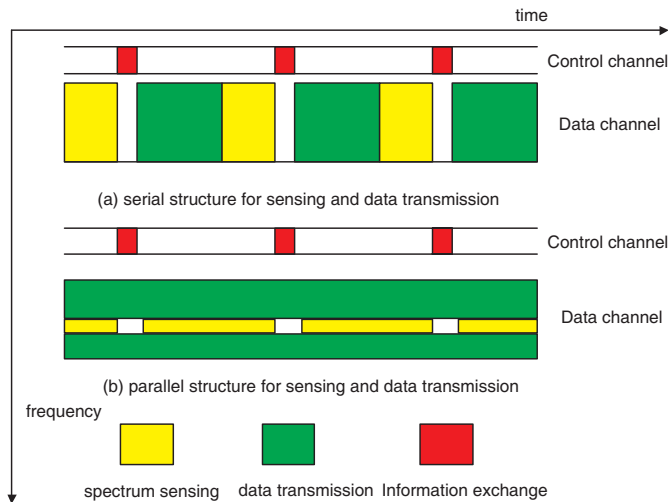 time
Control channel
Data channel
(a) serial structure for sensing and data transmission
Control channel
Data channel
(b) parallel structure for sensing and data transmission
frequency
spectrum sensing
data transmission
Information exchange